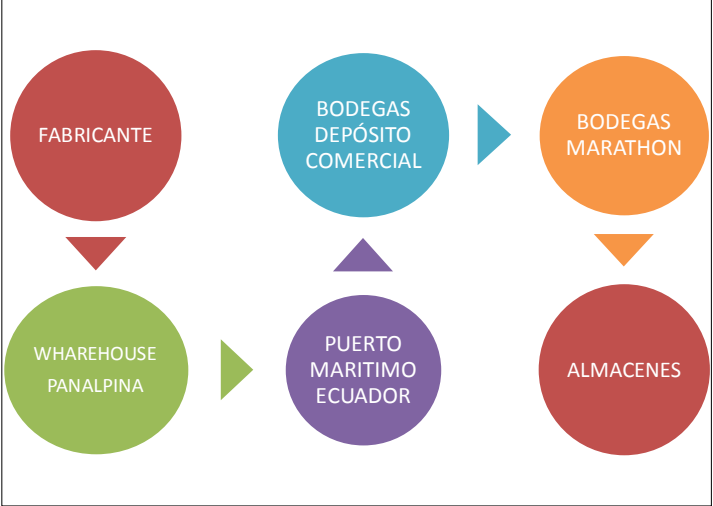 FABRICANTE
WHAREHOUSE
PANALPINA
PUERTO
MARITIMO
ECUADOR
BODEGAS
DEPÓSITO
COMERCIAL
BODEGAS
MARATHON
ALMACENES